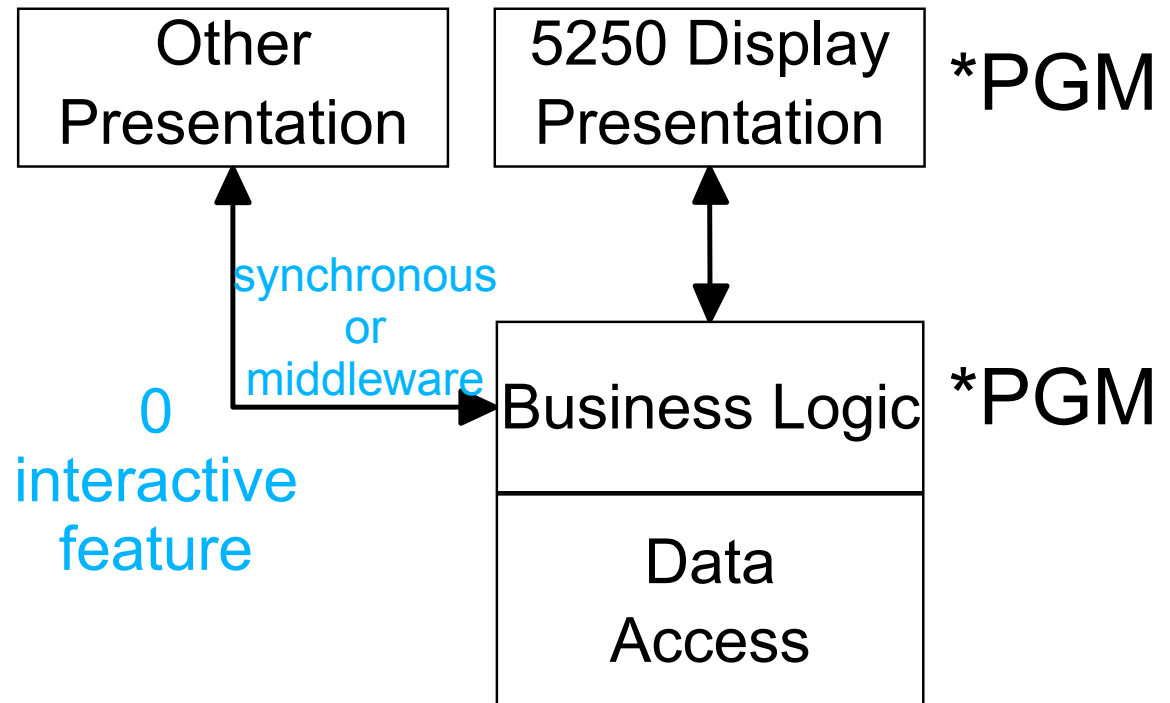 Other
Presentation
5250 Display
Presentation
*PGM
synchronous
or
middleware
0
interactive
feature
Business Logic
*PGM
Data
Access